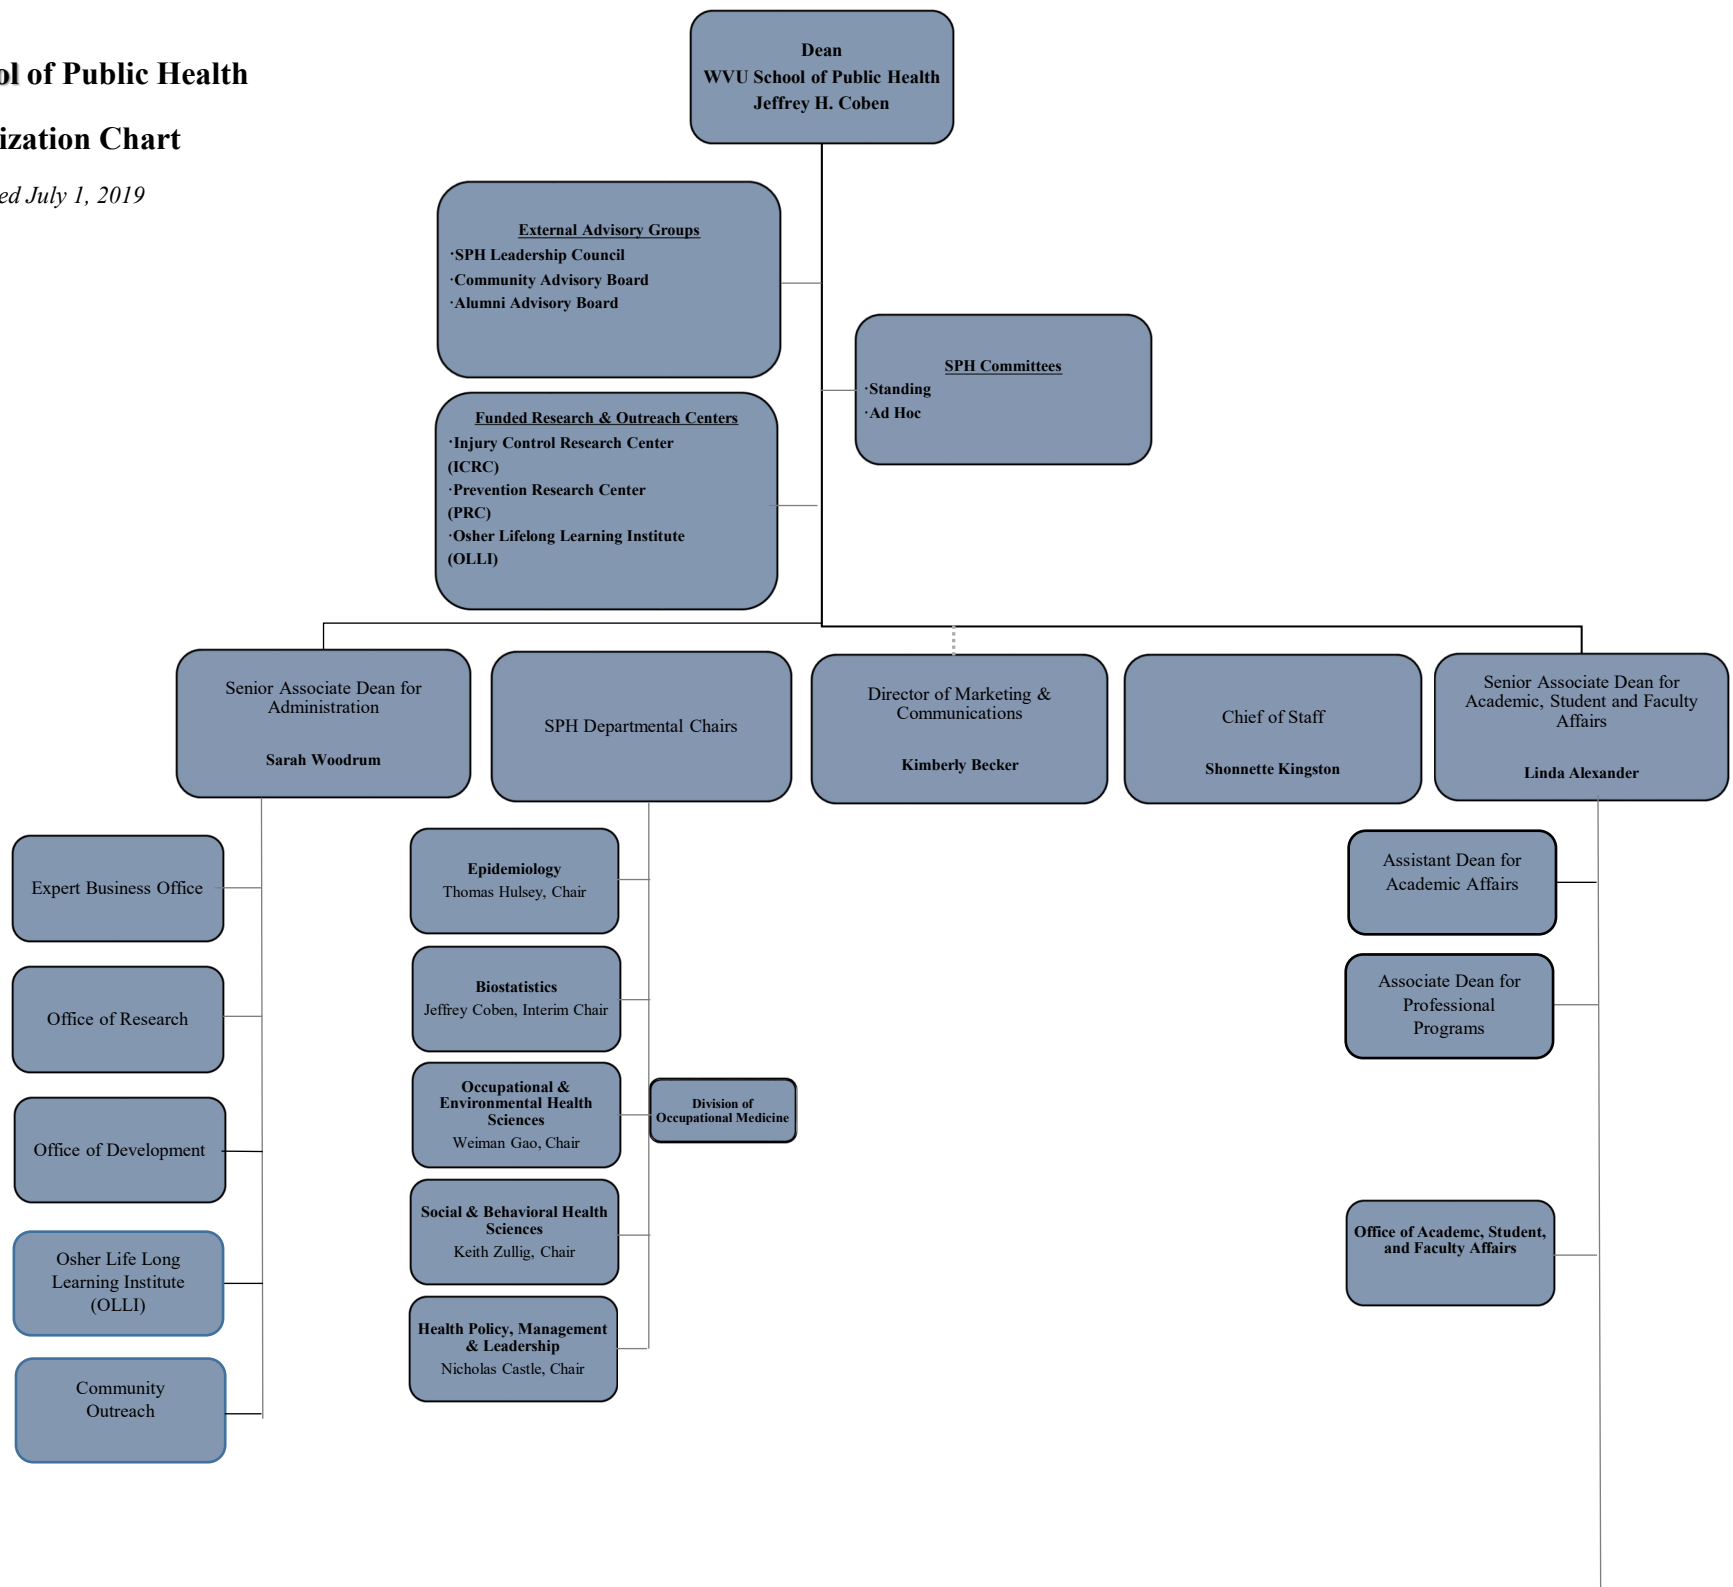 ol of Public Health
ization Chart
ed July 1, 2019
Dean
WVU School of Public Health
Jeffrey H. Coben
External Advisory Groups
·SPH Leadership Council
·Community Advisory Board
·Alumni Advisory Board
SPH Committees
·Standing
·Ad Hoc
Funded Research & Outreach Centers
·Injury Control Research Center
(ICRC)
·Prevention Research Center
(PRC)
·Osher Lifelong Learning Institute
(OLLI)
Senior Associate Dean for
Administration
Sarah Woodrum
SPH Departmental Chairs
Director of Marketing &
Communications
Kimberly Becker
Chief of Staff
Shonnette Kingston
Senior Associate Dean for
Academic, Student and Faculty
Affairs
Linda Alexander
Expert Business Office
Office of Research
Office of Development
Osher Life Long
Learning Institute
(OLLI)
Community
Outreach
Epidemiology
Thomas Hulsey, Chair
Biostatistics
Jeffrey Coben, Interim Chair
Occupational &
Environmental Health
Sciences
Weiman Gao, Chair
Division of
Occupational Medicine
Social & Behavioral Health
Sciences
Keith Zullig, Chair
Health Policy, Management
& Leadership
Nicholas Castle, Chair
Assistant Dean for
Academic Affairs
Associate Dean for
Professional
Programs
Office of Academc, Student,
and Faculty Affairs